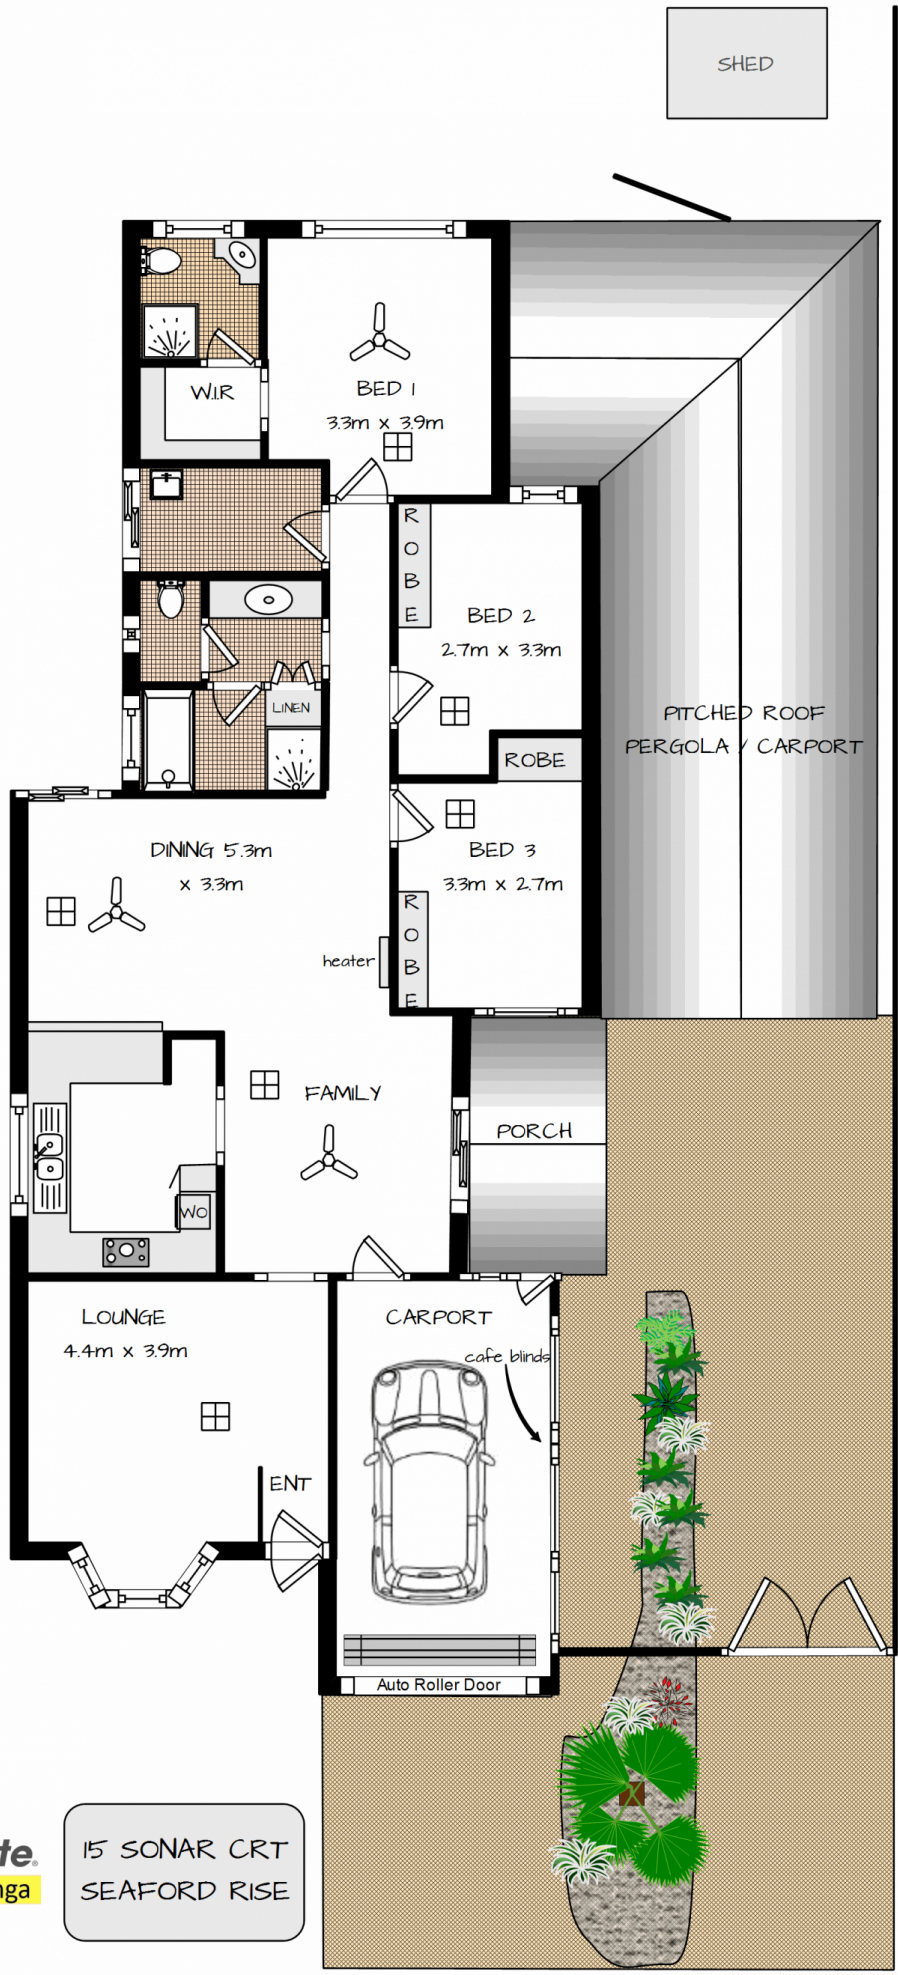 SHED
W.I.R
BED 1
3.3m x 3.9m
ROBE
BED 2
2.7m x 3.3m
LINEN
PITCHED ROOF
PERGOLA / CARPORT
ROBE
DINING 5.3m
x 3.3m
BED 3
3.3m x 2.7m
ROBE
heater
FAMILY
PORCH
WO
LOUNGE
4.4m x 3.9m
CARPORT
cafe blinds
ENT
Auto Roller Door
te.
nga
15 SONAR CRT
SEAFORD RISE